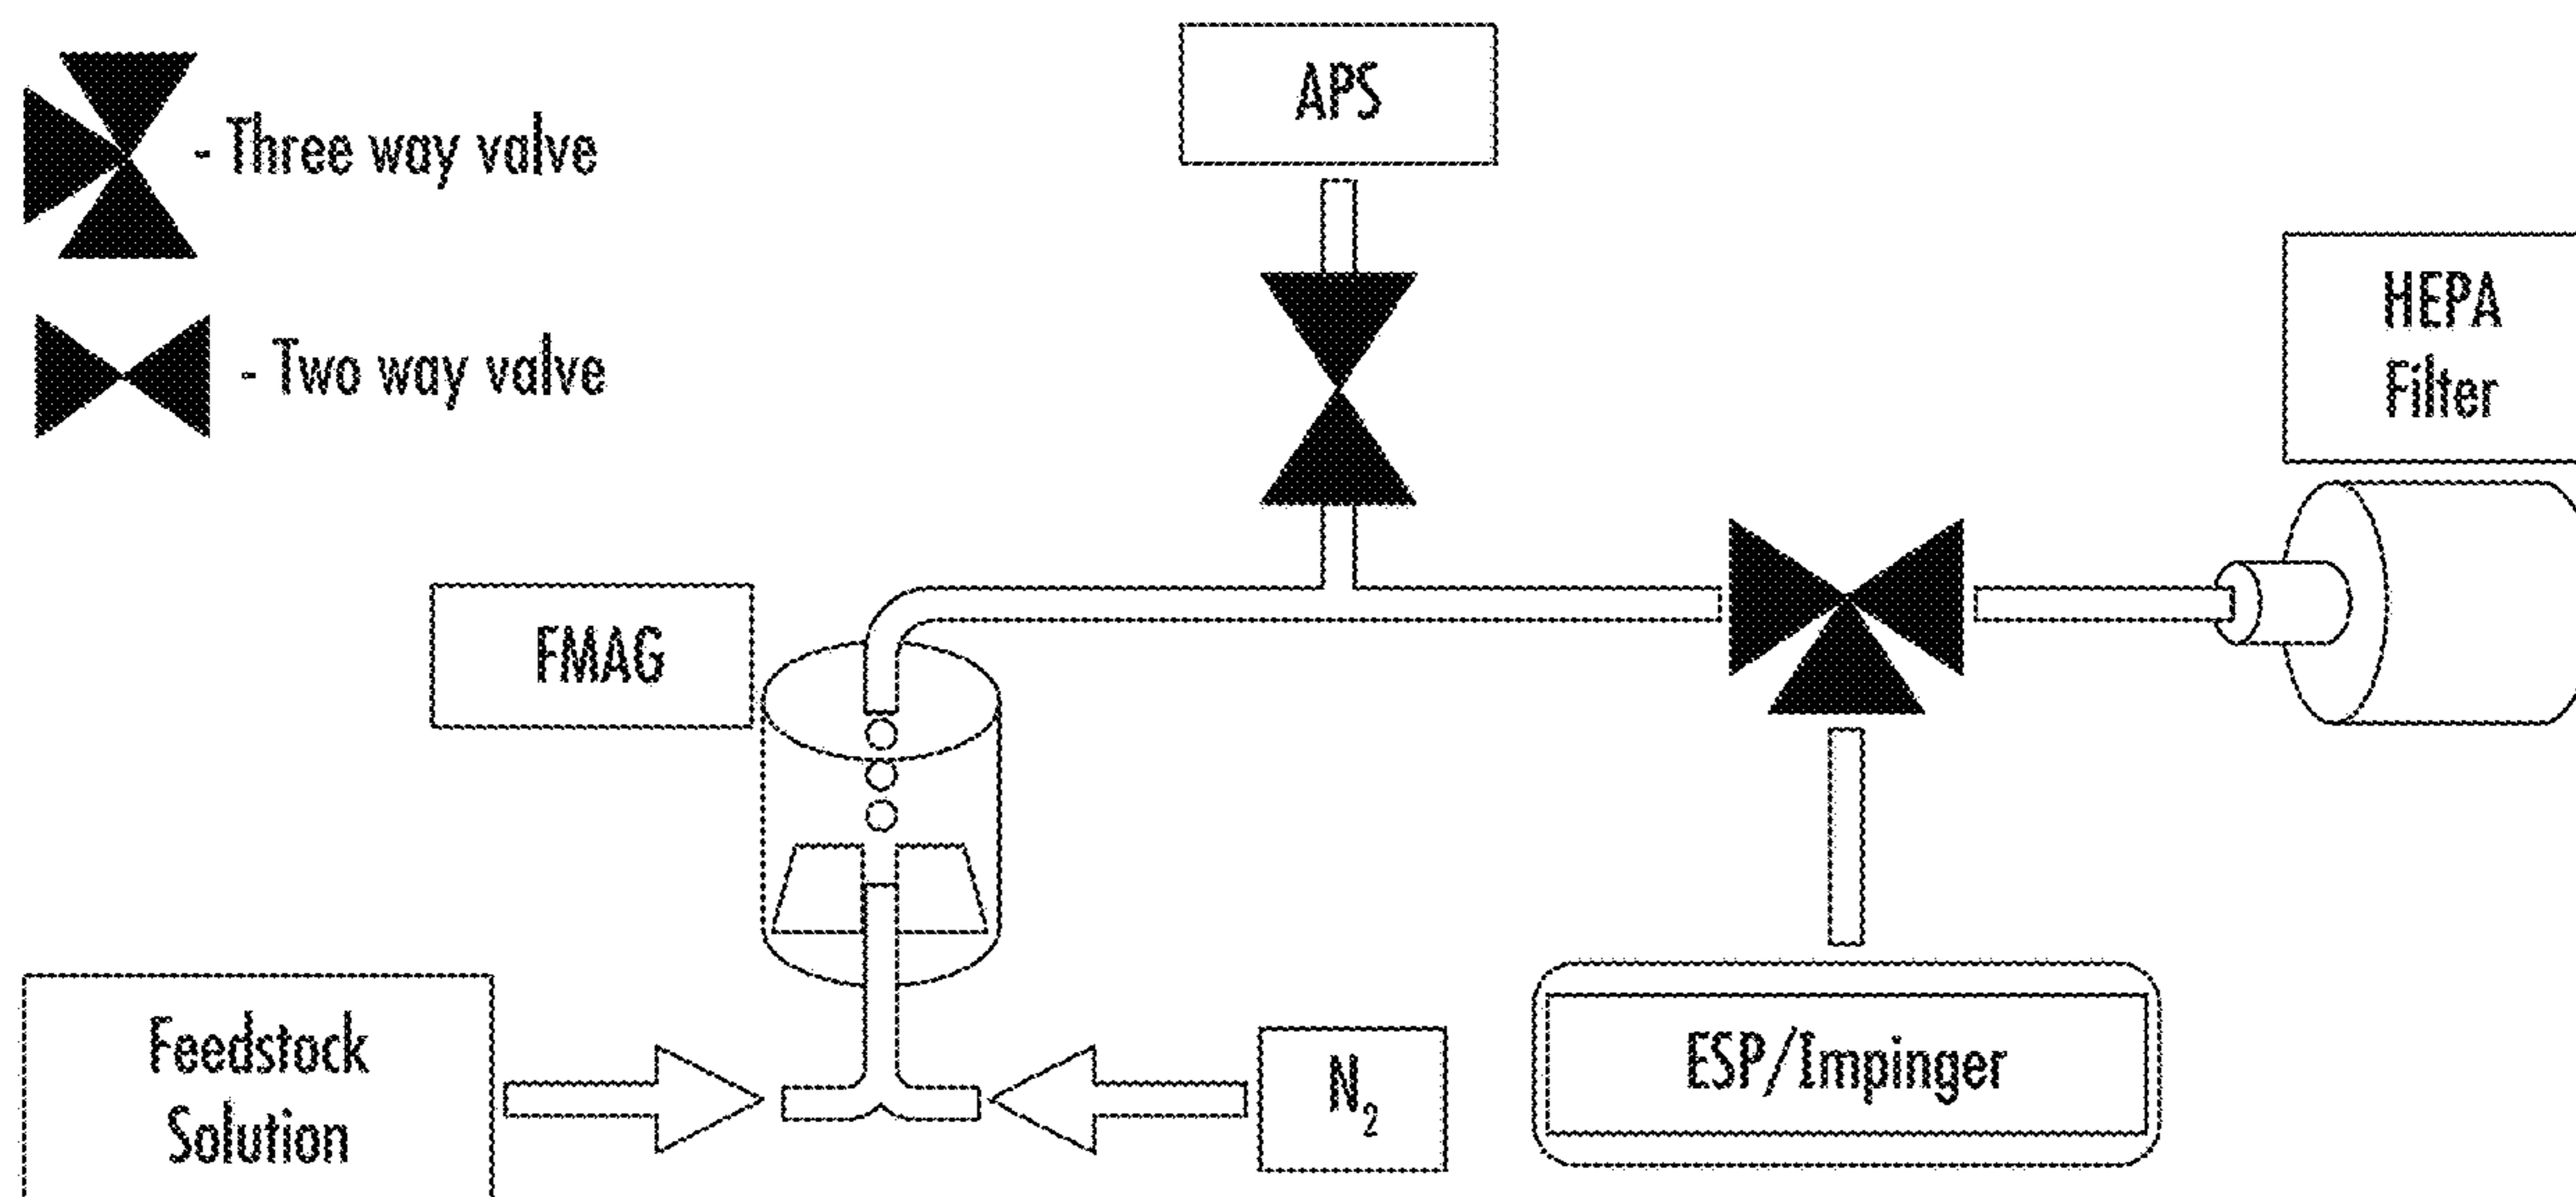 - Three way valve
- Two way valve
APS
HEPA
Filter
FMAG
Feedstock
Solution
N₂
ESP/Impinger